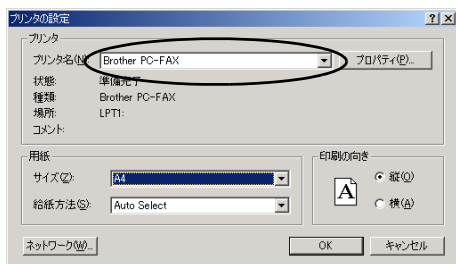 プリンタの設定
プリンタ
プリンタ名(N): Brother PC-FAX プロパティ(P)...
状態: 準備完了
種類: Brother PC-FAX
場所: LPT1:
コメント:
用紙
サイズ(Z): A4
給紙方法(S): Auto Select
印刷の向き
A
縦(O)
横(A)
ネットワーク(W)... OK キャンセル